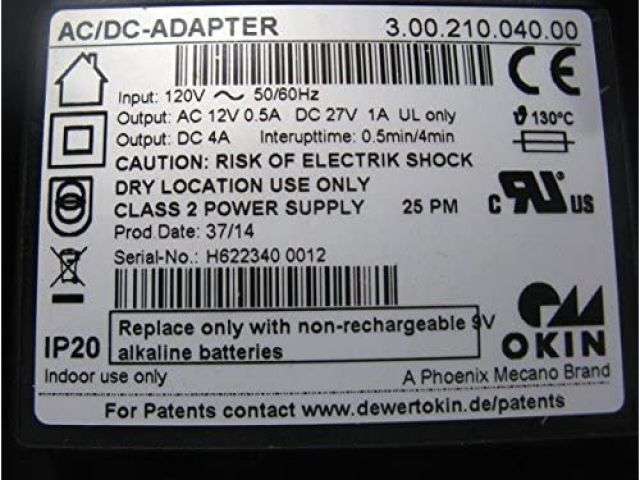 AC/DC-ADAPTER 3.00.210.040.00
CE
Input: 120V ~ 50/60Hz
Output: AC 12V 0.5A DC 27V 1A UL only
130°C
Output: DC 4A Interupttime: 0.5min/4min
CAUTION: RISK OF ELECTRIK SHOCK
DRY LOCATION USE ONLY
CLASS 2 POWER SUPPLY 25 PM
c RU® US
Prod.Date: 37/14
Serial-No.: H622340 0012
IP20
Replace only with non-rechargeable 9V
alkaline batteries
OKIN
Indoor use only
A Phoenix Mecano Brand
For Patents contact www.dewertokin.de/patents